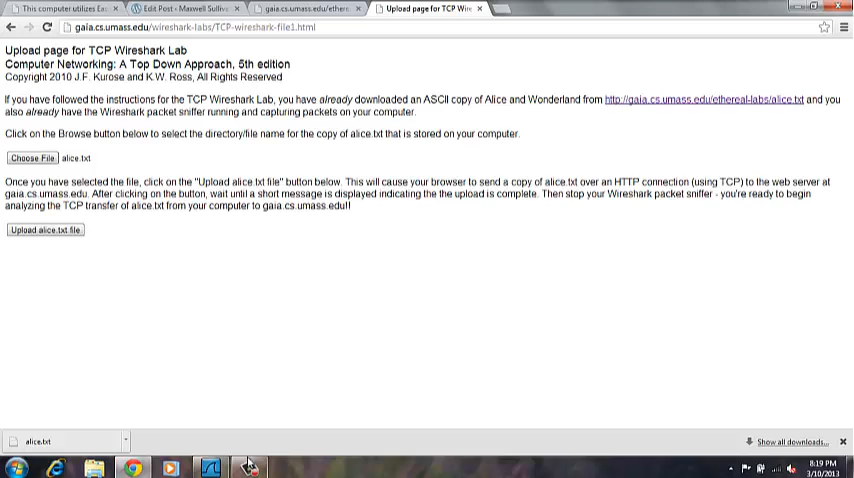 This computer utilizes Ea
Edit Post ‹ Maxwell Sulliv
gaia.cs.umass.edu/ethere
Upload page for TCP Wire
gaia.cs.umass.edu/wireshark-labs/TCP-wireshark-file1.html
Upload page for TCP Wireshark Lab
Computer Networking: A Top Down Approach, 5th edition
Copyright 2010 J.F. Kurose and K.W. Ross, All Rights Reserved
If you have followed the instructions for the TCP Wireshark Lab, you have already downloaded an ASCII copy of Alice and Wonderland from http://gaia.cs.umass.edu/ethereal-labs/alice.txt and you
also already have the Wireshark packet sniffer running and capturing packets on your computer.
Click on the Browse button below to select the directory/file name for the copy of alice.txt that is stored on your computer.
Choose File alice.txt
Once you have selected the file, click on the "Upload alice.txt file" button below. This will cause your browser to send a copy of alice.txt over an HTTP connection (using TCP) to the web server at
gaia.cs.umass.edu. After clicking on the button, wait until a short message is displayed indicating the the upload is complete. Then stop your Wireshark packet sniffer - you're ready to begin
analyzing the TCP transfer of alice.txt from your computer to gaia.cs.umass.edu!!
Upload alice.txt file
alice.txt
Show all downloads...
8:19 PM
3/10/2013